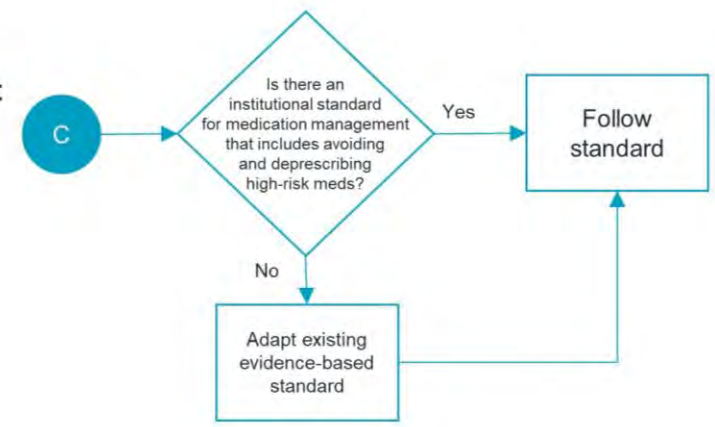 :
C
Is there an
institutional standard
for medication management
that includes avoiding
and deprescribing
high-risk meds?
Yes
Follow
standard
No
Adapt existing
evidence-based
standard